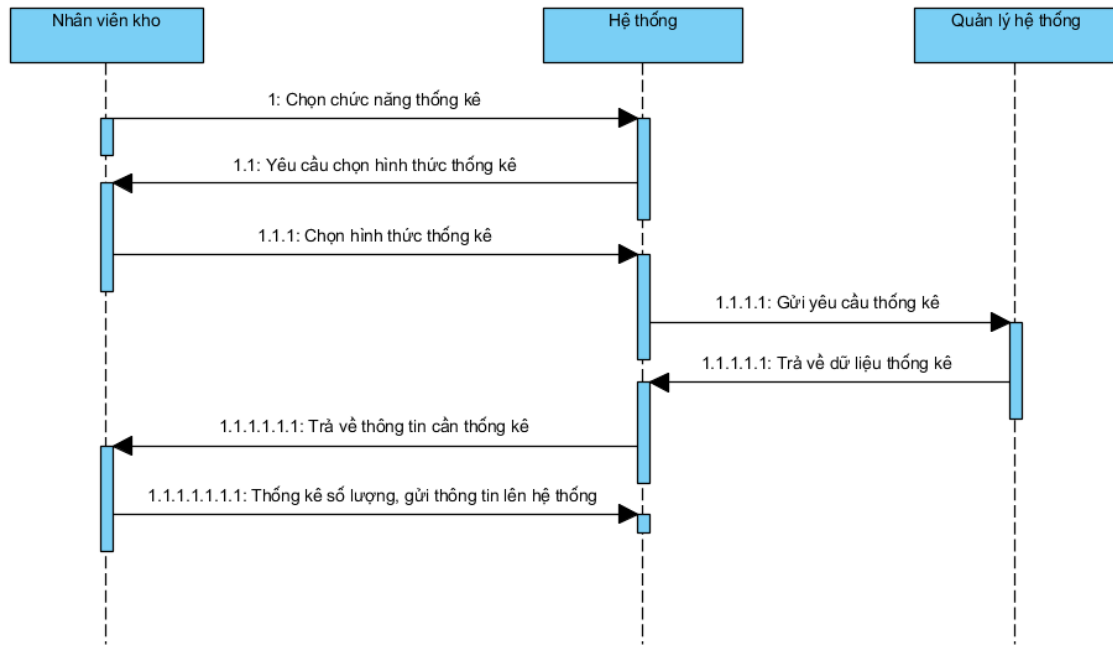 Nhân viên kho
Hệ thống
Quản lý hệ thống
1: Chọn chức năng thống kê
1.1: Yêu cầu chọn hình thức thống kê
1.1.1: Chọn hình thức thống kê
1.1.1.1: Gửi yêu cầu thống kê
1.1.1.1.1: Trả về dữ liệu thống kê
1.1.1.1.1.1: Trả về thông tin cần thống kê
1.1.1.1.1.1.1: Thống kê số lượng, gửi thông tin lên hệ thống